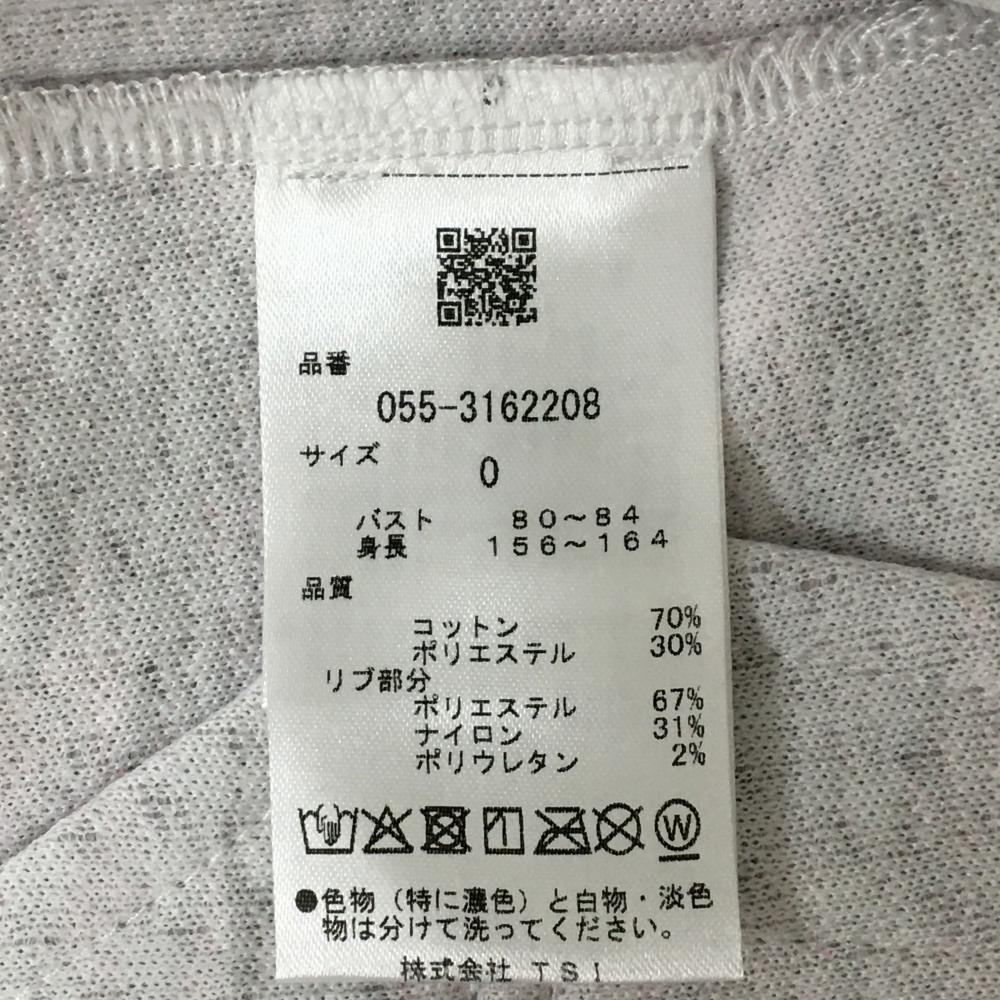 品番
055-3162208
サイズ 0
バスト 80～84
身長 156～164
品質
コットン 70%
ポリエステル 30%
リブ部分
ポリエステル 67%
ナイロン 31%
ポリウレタン 2%
W
●色物（特に濃色）と白物・淡色
物は分けて洗ってください。
株式会社 TSI